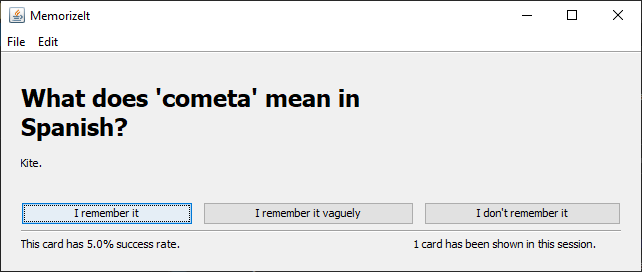 MemorizeIt
File Edit
What does 'cometa' mean in
Spanish?
Kite.
I remember it
I remember it vaguely
I don't remember it
This card has 5.0% success rate.
1 card has been shown in this session.